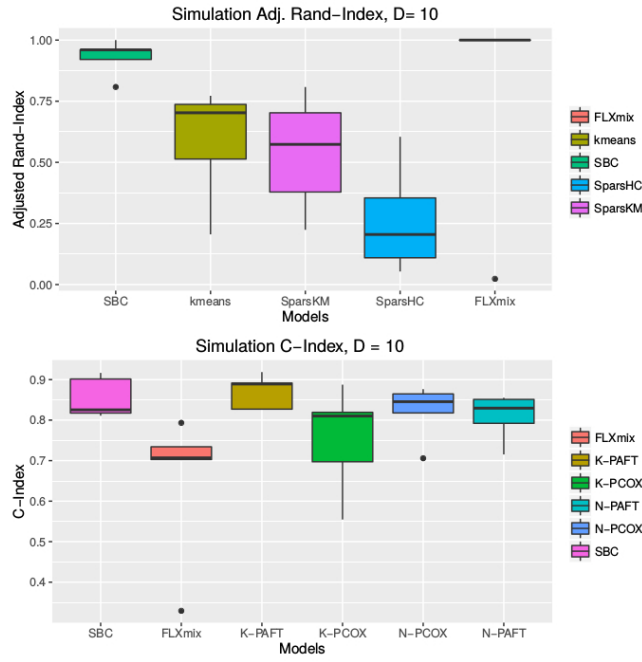 Simulation Adj. Rand-Index, D= 10
Adjusted Rand-Index
1.00
0.75
0.50
0.25
0.00
SBC kmeans SparsKM SparsHC FLXmix
Models
FLXmix
kmeans
SBC
SparsHC
SparsKM
Simulation C-Index, D = 10
C-Index
0.9
0.8
0.7
0.6
0.5
0.4
SBC FLXmix K-PAFT K-PCOX N-PCOX N-PAFT
Models
FLXmix
K-PAFT
K-PCOX
N-PAFT
N-PCOX
SBC